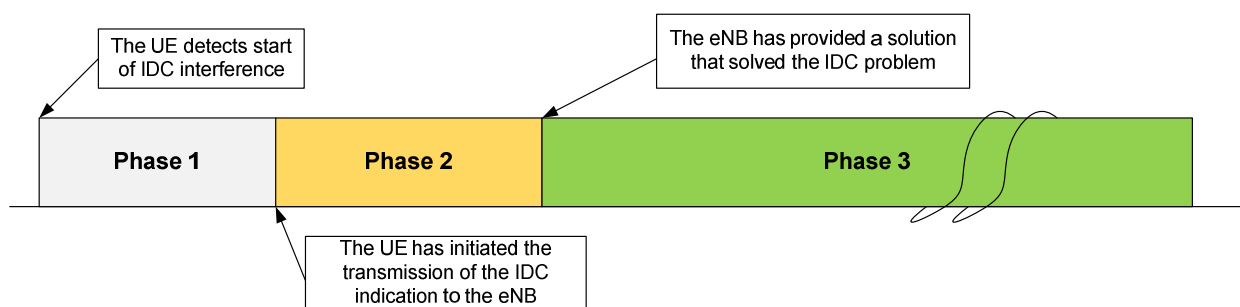 The UE detects start
of IDC interference
The eNB has provided a solution
that solved the IDC problem
Phase 1
Phase 2
Phase 3
The UE has initiated the
transmission of the IDC
indication to the eNB